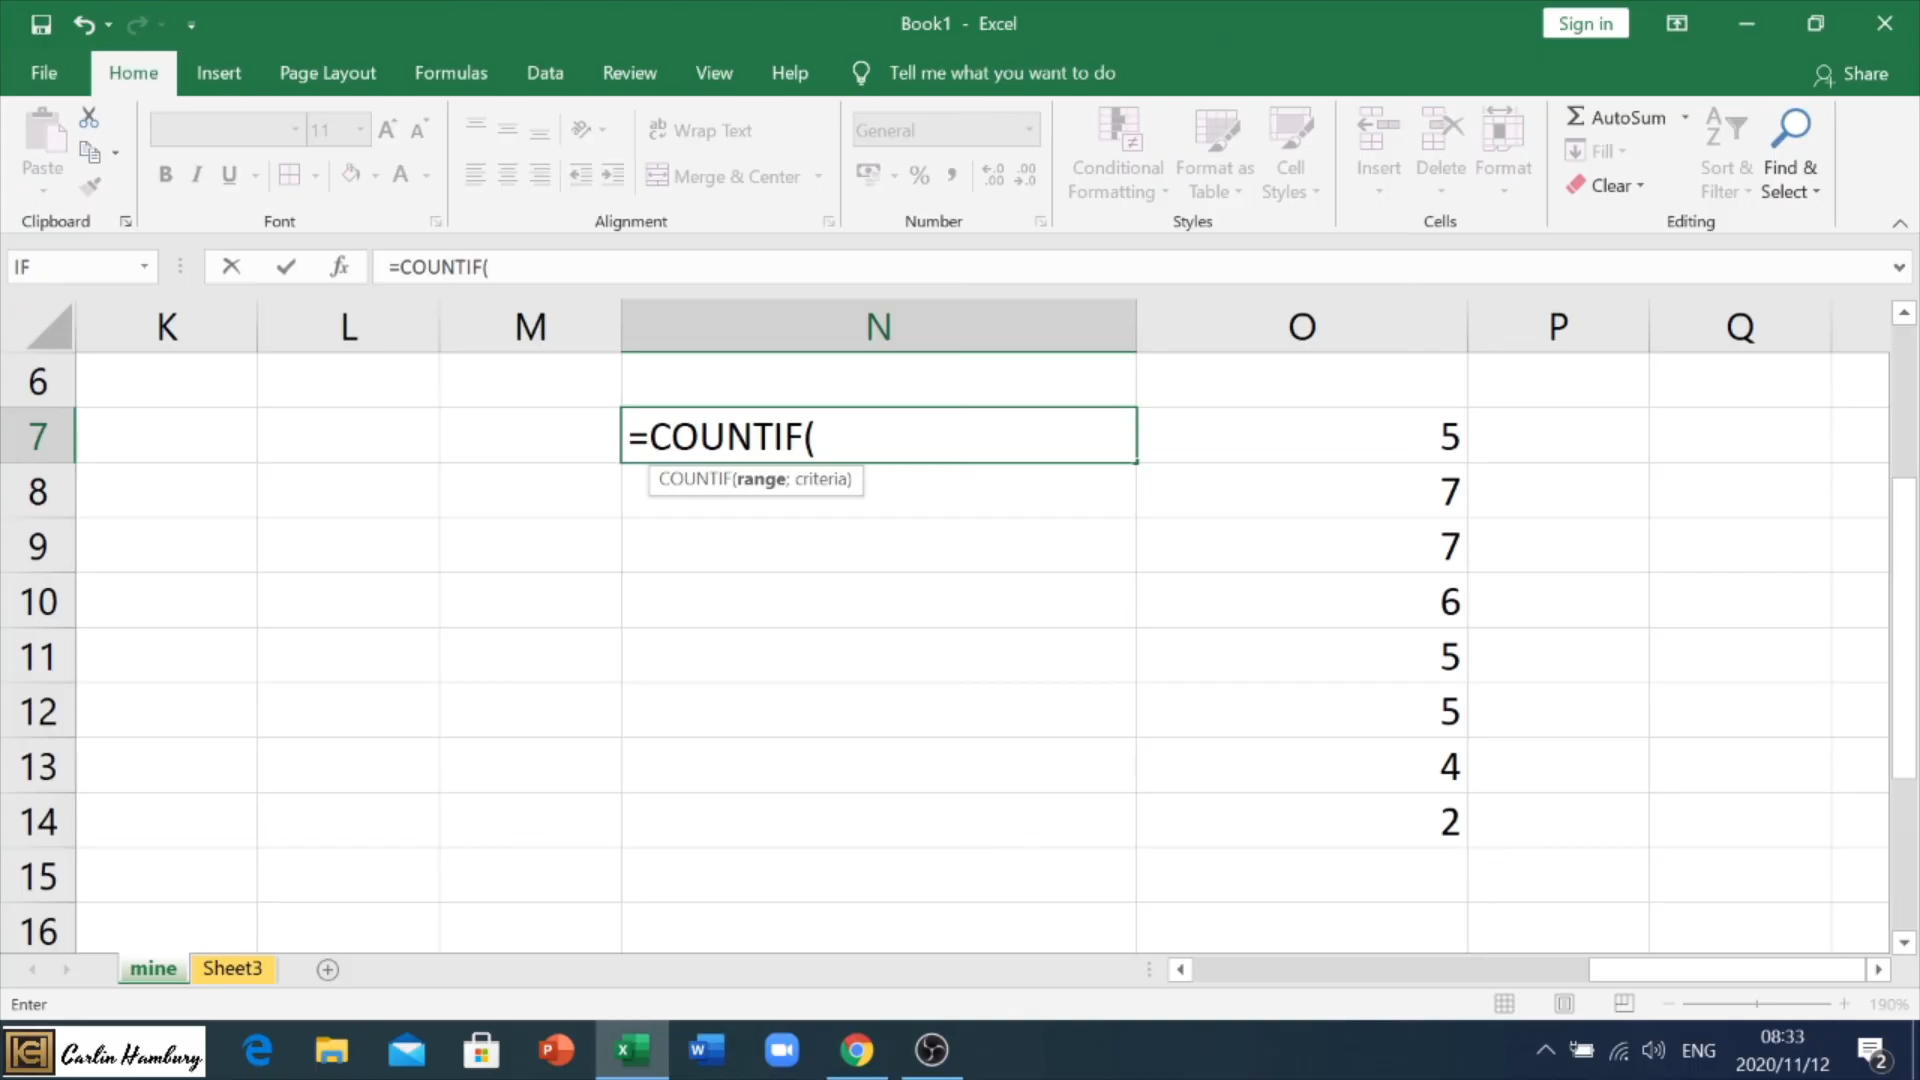 Book1 - Excel
Sign in
File Home Insert Page Layout Formulas Data Review View Help Tell me what you want to do Share
Paste
11
A A
ab Wrap Text
General
B I U A
Merge & Center
% , .00
Conditional Formatting
Format as Table
Cell Styles
Insert Delete Format
Σ AutoSum
Fill
Clear
A Z Sort & Filter
Find & Select
Clipboard Font Alignment Number Styles Cells Editing
IF fx =COUNTIF(
K L M N O P Q
6
7 =COUNTIF( 5
COUNTIF(range; criteria)
8 7
9 7
10 6
11 5
12 5
13 4
14 2
15
16
mine Sheet3
Enter 190%
Carlin Hambury
ENG
08:33
2020/11/12
2